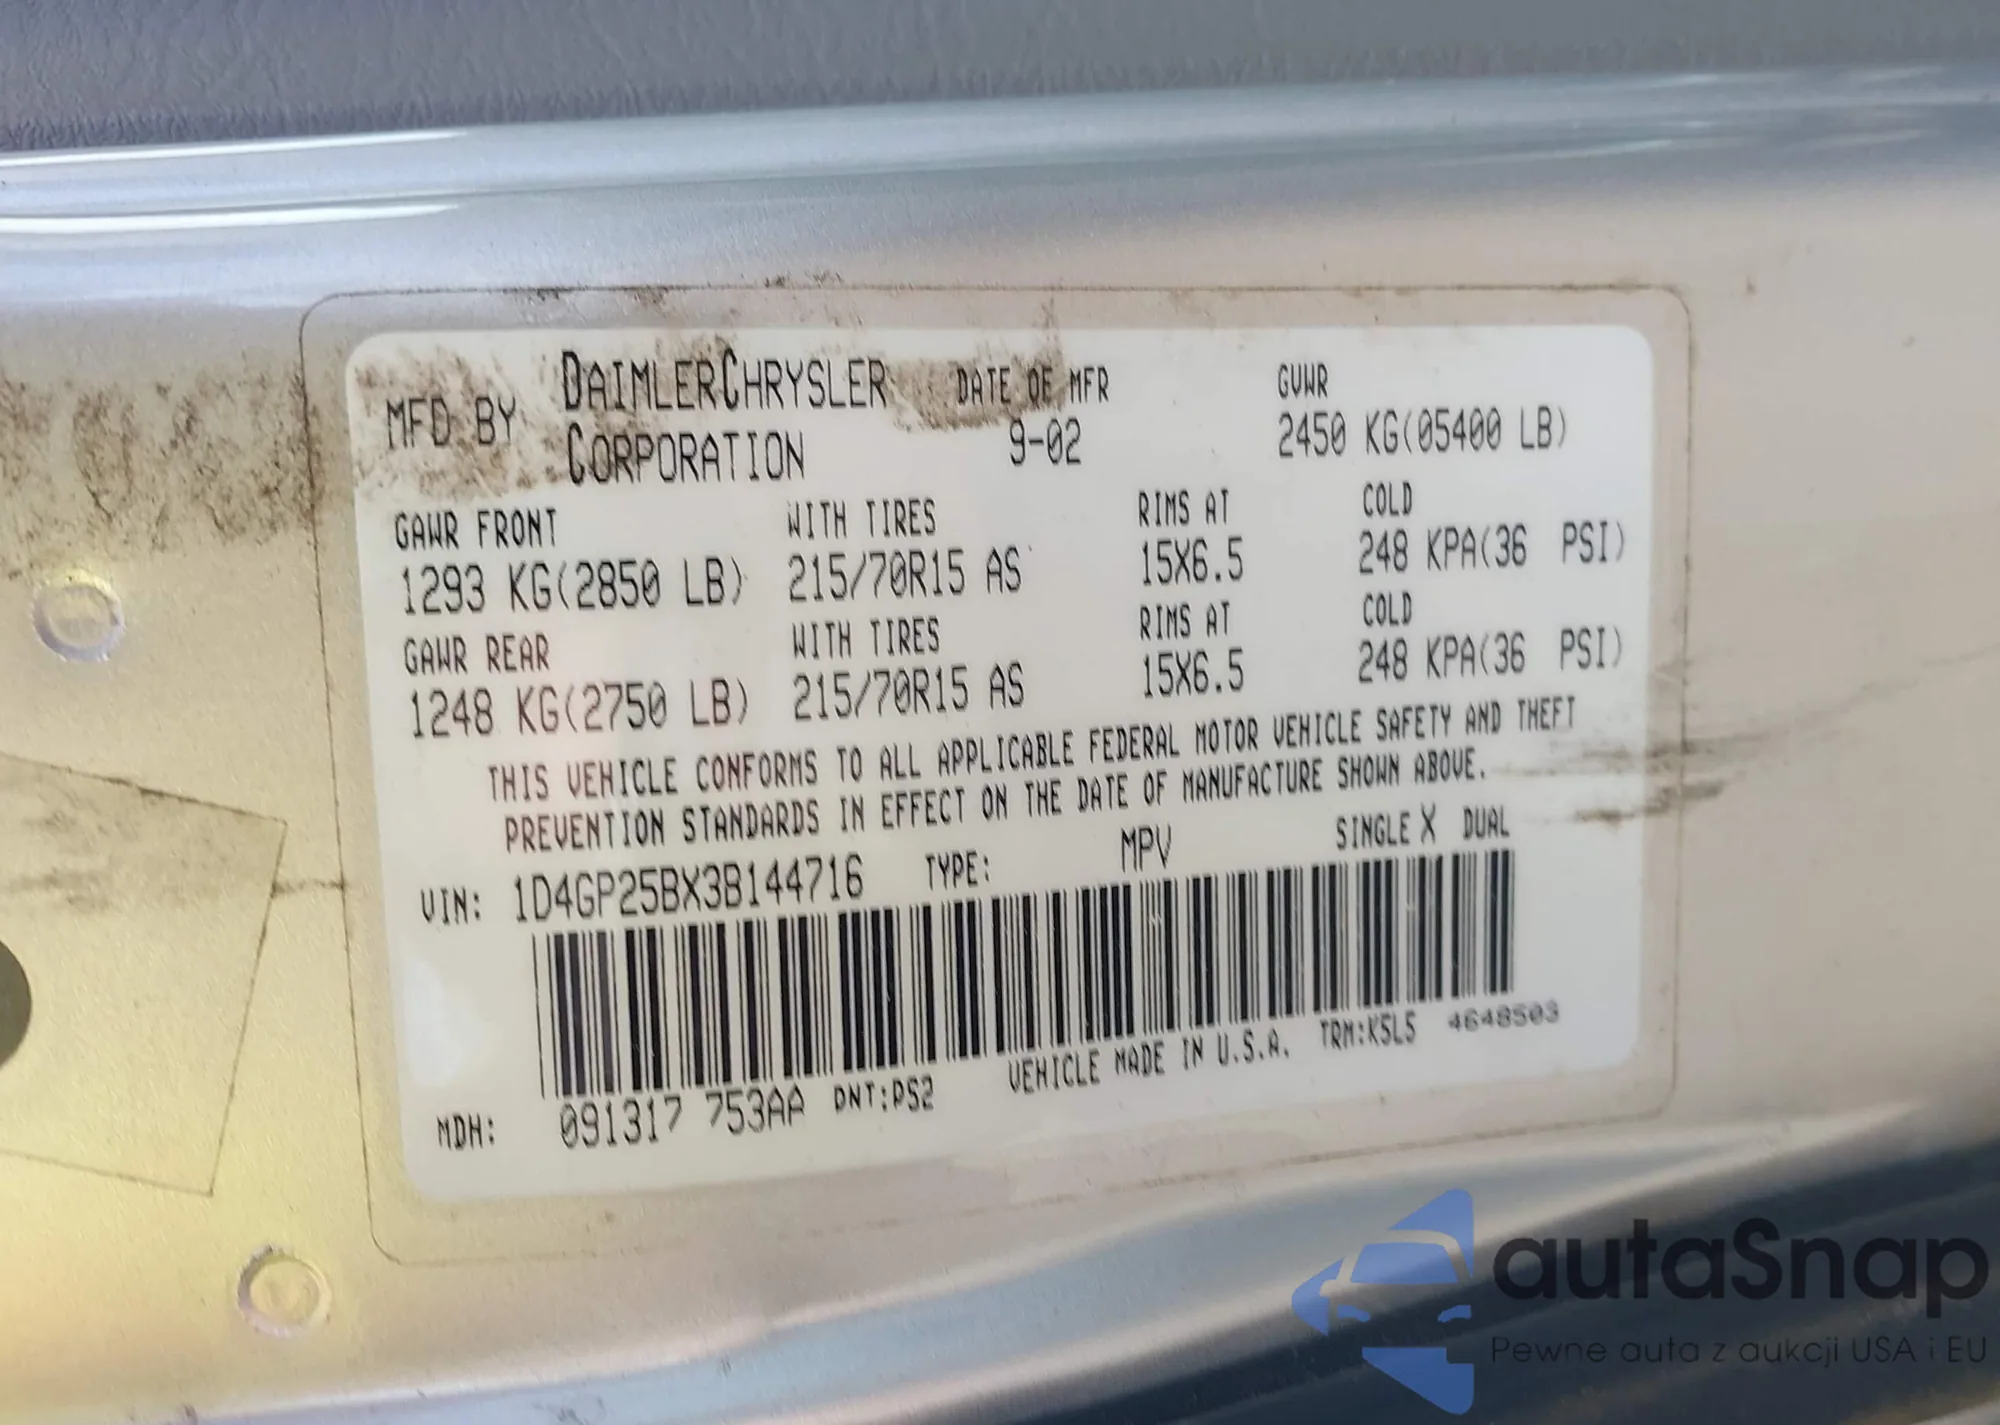 MFD BY DAIMLERCHRYSLER CORPORATION DATE OF MFR 9-02 GVWR 2450 KG(05400 LB)
GAWR FRONT WITH TIRES RIMS AT COLD
1293 KG(2850 LB) 215/70R15 AS 15X6.5 248 KPA(36 PSI)
GAWR REAR WITH TIRES RIMS AT COLD
1248 KG(2750 LB) 215/70R15 AS 15X6.5 248 KPA(36 PSI)
THIS VEHICLE CONFORMS TO ALL APPLICABLE FEDERAL MOTOR VEHICLE SAFETY AND THEFT
PREVENTION STANDARDS IN EFFECT ON THE DATE OF MANUFACTURE SHOWN ABOVE.
VIN: 1D4GP25BX3B144716 TYPE: MPV SINGLE X DUAL
MDH: 091317 753AA PNT:PS2 VEHICLE MADE IN U.S.A. TRM:K5L5 4648503
autaSnap
Pewne auta z aukcji USA i EU